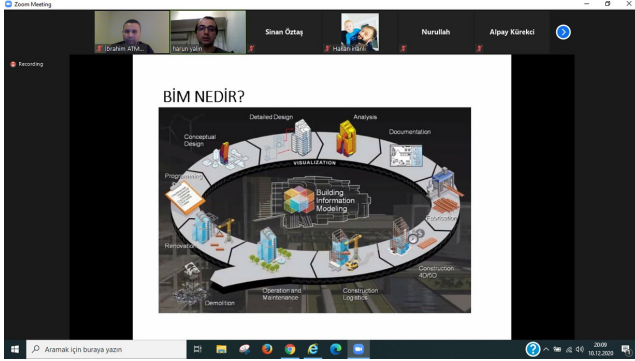 Zoom Meeting
İbrahim ATM...
harun yalın
Sinan Öztaş
Hakan İnanlı
Nurullah
Alpay Kürekci
Recording
BİM NEDİR?
Detailed Design
Analysis
Conceptual
Design
Documentation
VISUALIZATION
Programming
Building
Information
Modeling
Fabrication
Renovation
Construction
4D/5D
Operation and
Maintenance
Construction
Logistics
Demolition
Aramak için buraya yazın
20:09
10.12.2020